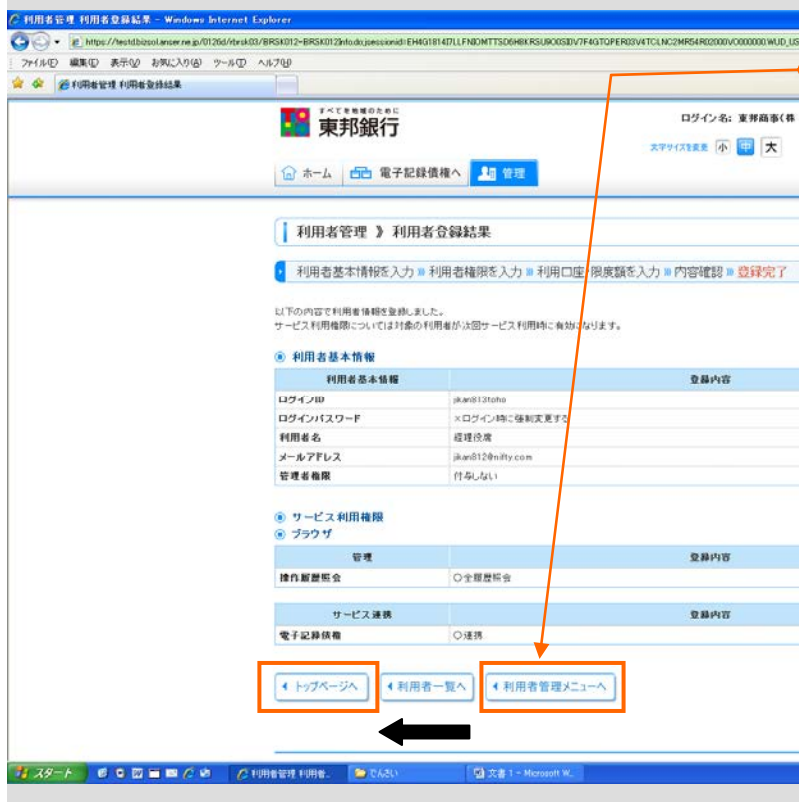 利用者管理 利用者登録結果 - Windows Internet Explorer
ファイル(F) 編集(E) 表示(V) お気に入り(A) ツール(T) ヘルプ(H)
利用者管理 利用者登録結果
すべてを地域のために
東邦銀行
ログイン名: 東邦商事(株
文字サイズを変更 小 中 大
ホーム 電子記録債権へ 管理
利用者管理 》 利用者登録結果
利用者基本情報を入力 利用者権限を入力 利用口座/限度額を入力 内容確認 登録完了
以下の内容で利用者情報を登録しました。
サービス利用権限については対象の利用者が次回サービス利用時に有効になります。
利用者基本情報
利用者基本情報 登録内容
ログインID
ログインパスワード ×ログイン時に強制変更する
利用者名 経理役席
メールアドレス jikan812@nifty.com
管理者権限 付与しない
サービス利用権限
ブラウザ
管理 登録内容
操作履歴照会 〇全履歴照会
サービス連携 登録内容
電子記録債権 〇連携
トップページへ 利用者一覧へ 利用者管理メニューへ
スタート 利用者管理 利用者... でんさい 文書 1 - Microsoft W...